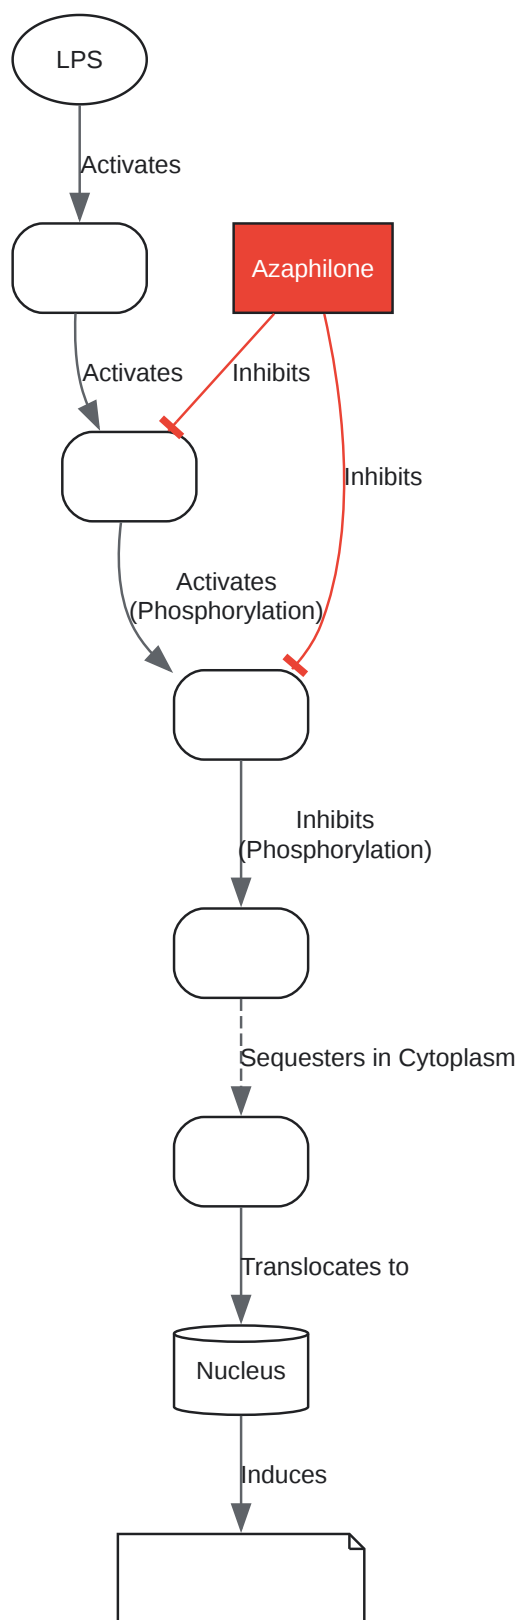 LPS
Activates
Azaphilone
Activates
Inhibits
Inhibits
Activates
(Phosphorylation)
Inhibits
(Phosphorylation)
Sequesters in Cytoplasm
Translocates to
Nucleus
Induces